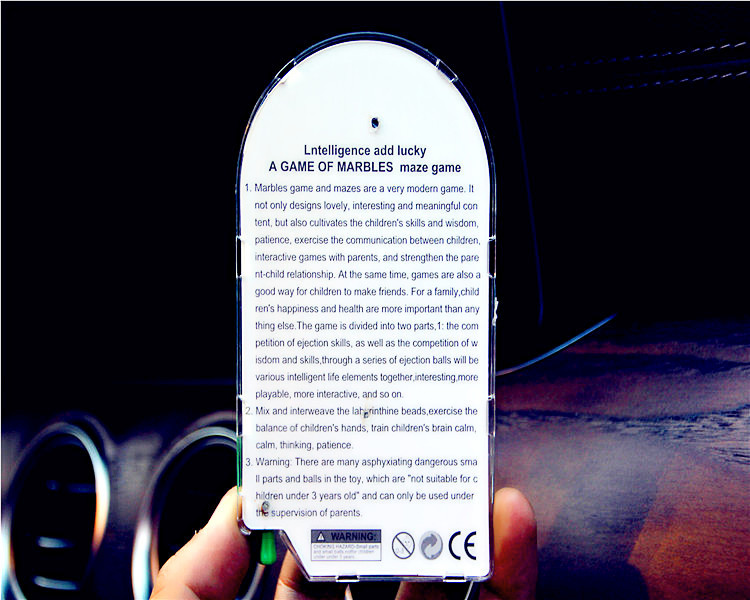 Lntelligence add lucky
A GAME OF MARBLES maze game
1. Marbles game and mazes are a very modern game. It
not only designs lovely, interesting and meaningful con
tent, but also cultivates the children's skills and wisdom,
patience, exercise the communication between children,
interactive games with parents, and strengthen the pare
nt-child relationship. At the same time, games are also a
good way for children to make friends. For a family,child
ren's happiness and health are more important than any
thing else.The game is divided into two parts,1: the com
petition of ejection skills, as well as the competition of w
isdom and skills,through a series of ejection balls will be
various intelligent life elements together,interesting,more
playable, more interactive, and so on.
2. Mix and interweave the labyrinthine beads,exercise the
balance of children's hands, train children's brain calm,
calm, thinking, patience.
3. Warning: There are many asphyxiating dangerous sma
ll parts and balls in the toy, which are "not suitable for c
hildren under 3 years old" and can only be used under
the supervision of parents.
WARNING:
CHOKING HAZARD-Small parts
0-3
CE